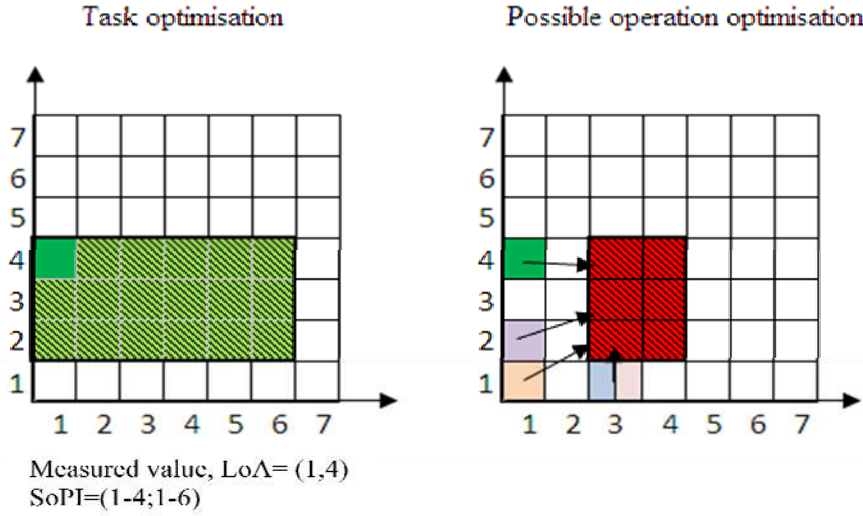 Task optimisation
Possible operation optimisation
7
6
5
4
3
2
1
1 2 3 4 5 6 7
7
6
5
4
3
2
1
1 2 3 4 5 6 7
Measured value, LoA= (1,4)
SoPI=(1-4;1-6)